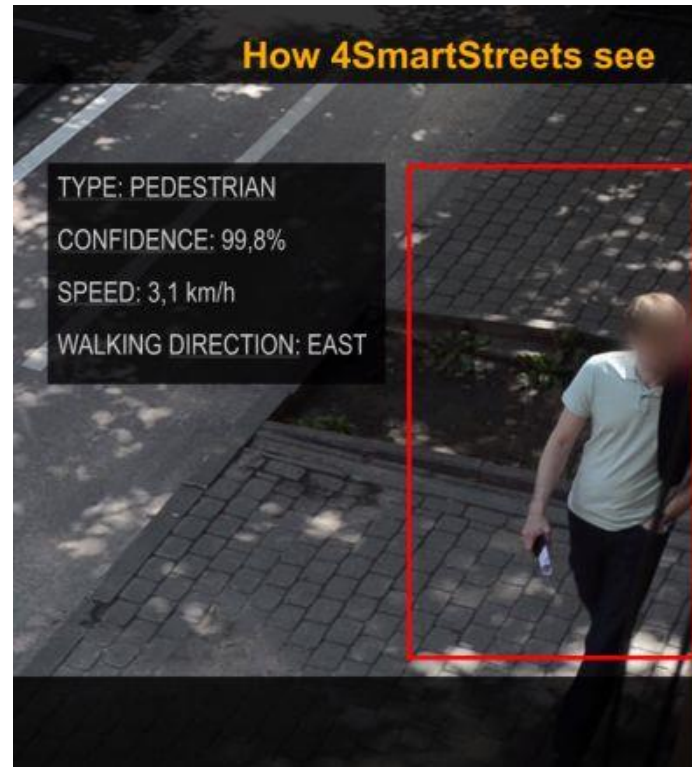 How 4SmartStreets see
TYPE: PEDESTRIAN
CONFIDENCE: 99,8%
SPEED: 3,1 km/h
WALKING DIRECTION: EAST